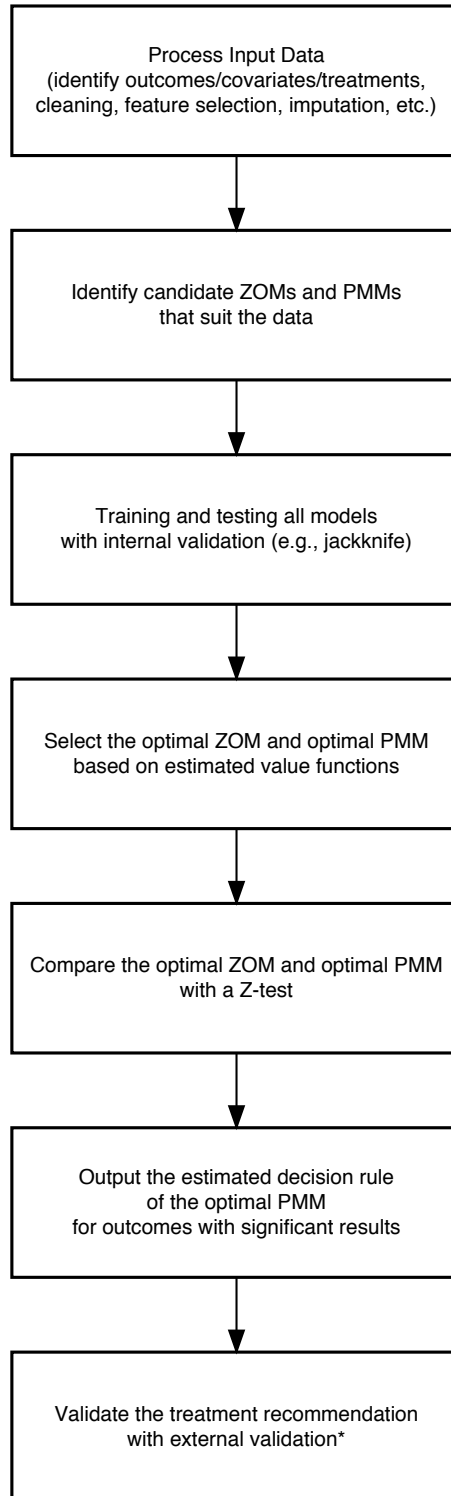 Process Input Data
(identify outcomes/covariates/treatments,
cleaning, feature selection, imputation, etc.)
Identify candidate ZOMs and PMMs
that suit the data
Training and testing all models
with internal validation (e.g., jackknife)
Select the optimal ZOM and optimal PMM
based on estimated value functions
Compare the optimal ZOM and optimal PMM
with a Z-test
Output the estimated decision rule
of the optimal PMM
for outcomes with significant results
Validate the treatment recommendation
with external validation*